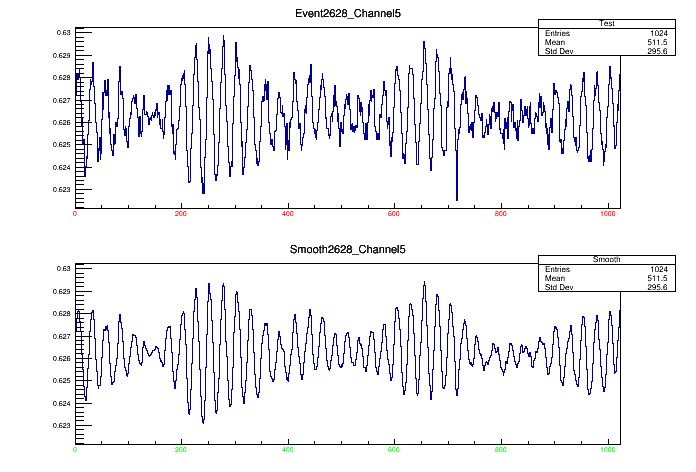 Event2628_Channel5
Test
Entries 1024
Mean 511.5
Std Dev 295.6
0.63
0.629
0.628
0.627
0.626
0.625
0.624
0.623
0 200 400 600 800 1000
Smooth2628_Channel5
Smooth
Entries 1024
Mean 511.5
Std Dev 295.6
0.63
0.629
0.628
0.627
0.626
0.625
0.624
0.623
0 200 400 600 800 1000